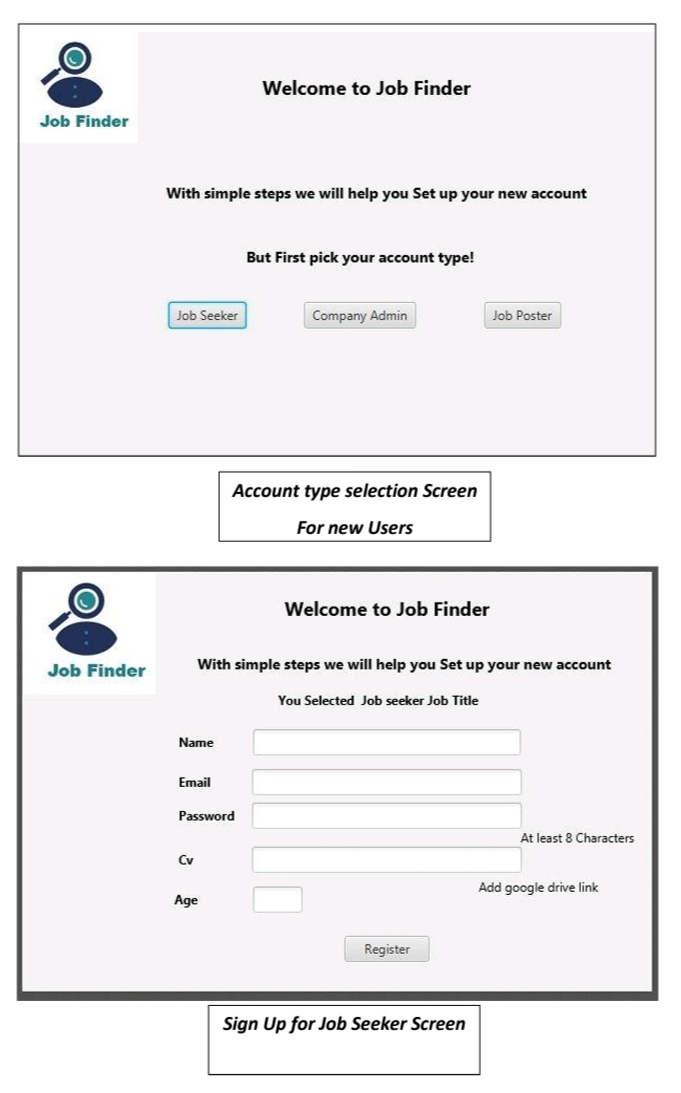 Welcome to Job Finder
Job Finder
With simple steps we will help you Set up your new account
But First pick your account type!
Job Seeker Company Admin Job Poster
Account type selection Screen
For new Users
Welcome to Job Finder
Job Finder
With simple steps we will help you Set up your new account
You Selected Job seeker Job Title
Name
Email
Password
At least 8 Characters
Cv
Add google drive link
Age
Register
Sign Up for Job Seeker Screen